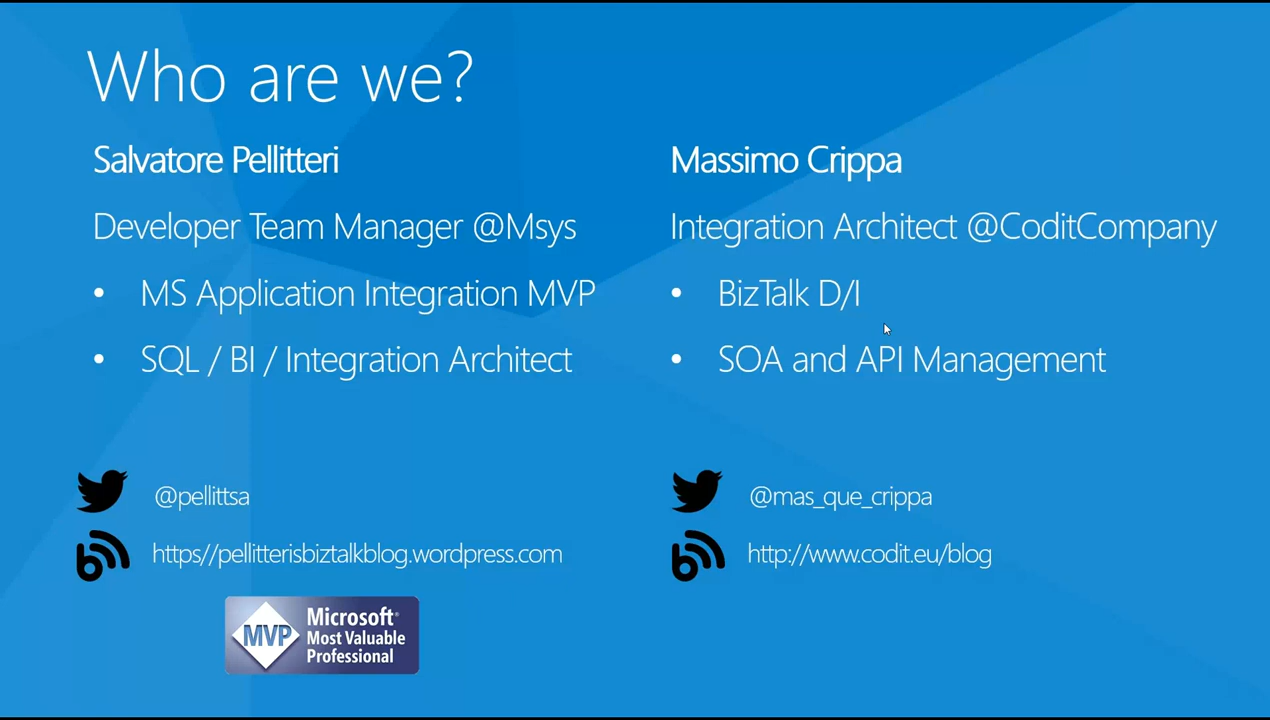 Who are we?
Salvatore Pellitteri
Developer Team Manager @Msys
• MS Application Integration MVP
• SQL / BI / Integration Architect
@pellittsa
https//pellitterisbiztalkblog.wordpress.com
MVP
Microsoft®
Most Valuable
Professional
Massimo Crippa
Integration Architect @CoditCompany
• BizTalk D/I
• SOA and API Management
@mas_que_crippa
http://www.codit.eu/blog